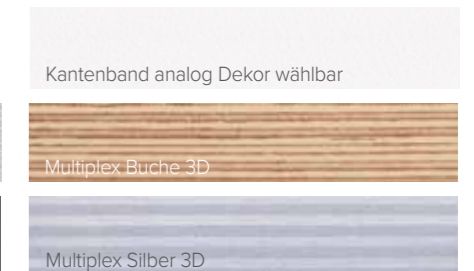 Kantenband analog Dekor wählbar
Multiplex Buche 3D
Multiplex Silber 3D